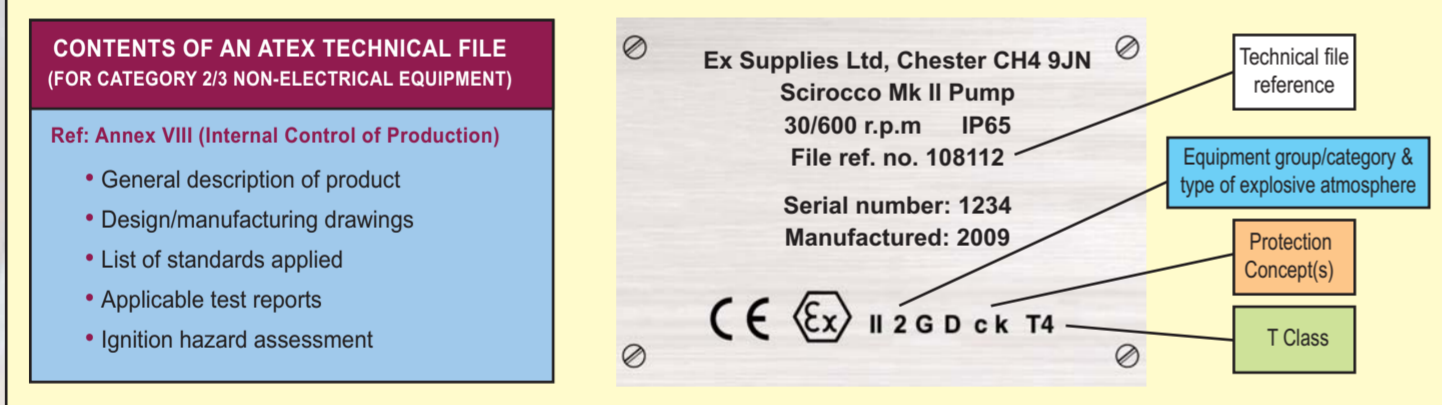 CONTENTS OF AN ATEX TECHNICAL FILE
(FOR CATEGORY 2/3 NON-ELECTRICAL EQUIPMENT)
Ref: Annex VIII (Internal Control of Production)
• General description of product
• Design/manufacturing drawings
• List of standards applied
• Applicable test reports
• Ignition hazard assessment
Ex Supplies Ltd, Chester CH4 9JN
Scirocco Mk II Pump
30/600 r.p.m IP65
File ref. no. 108112
Serial number: 1234
Manufactured: 2009
CE Ex II 2 G D c k T4
Technical file
reference
Equipment group/category &
type of explosive atmosphere
Protection
Concept(s)
T Class